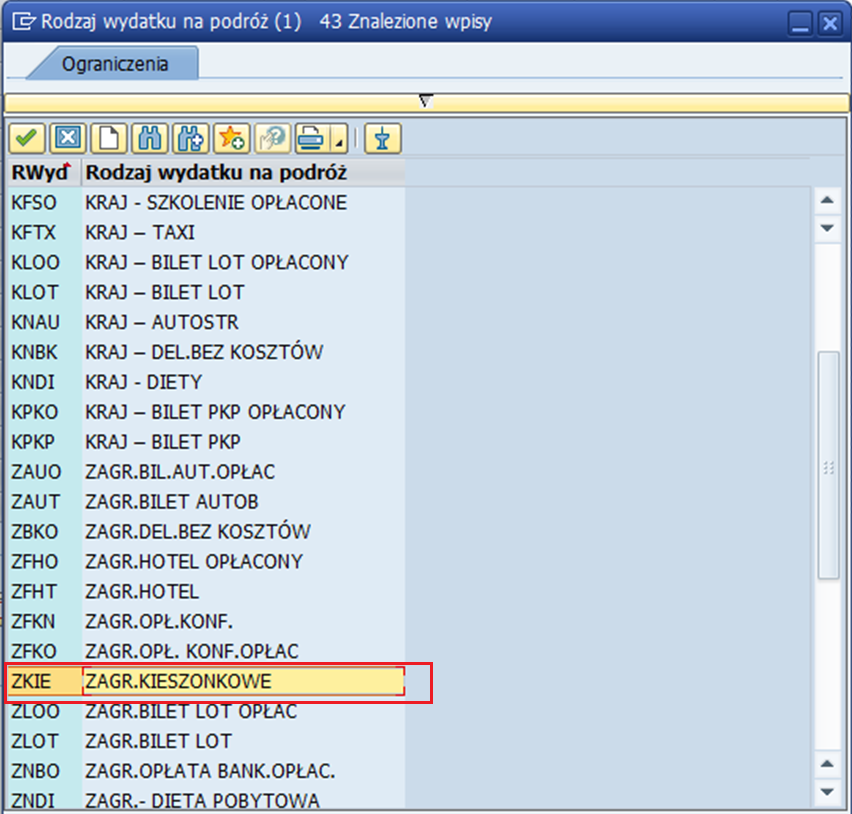 Rodzaj wydatku na podróż (1) 43 Znalezione wpisy
Ograniczenia
RWyd Rodzaj wydatku na podróż
KFSO KRAJ - SZKOLENIE OPŁACONE
KFTX KRAJ – TAXI
KLOO KRAJ – BILET LOT OPŁACONY
KLOT KRAJ – BILET LOT
KNAU KRAJ – AUTOSTR
KNBK KRAJ – DEL.BEZ KOSZTÓW
KNDI KRAJ - DIETY
KPKO KRAJ – BILET PKP OPŁACONY
KPKP KRAJ – BILET PKP
ZAUO ZAGR.BIL.AUT.OPŁAC
ZAUT ZAGR.BILET AUTOB
ZBKO ZAGR.DEL.BEZ KOSZTÓW
ZFHO ZAGR.HOTEL OPŁACONY
ZFHT ZAGR.HOTEL
ZFKN ZAGR.OPŁ.KONF.
ZFKO ZAGR.OPŁ. KONF.OPŁAC
ZKIE ZAGR.KIESZONKOWE
ZLOO ZAGR.BILET LOT OPŁAC
ZLOT ZAGR.BILET LOT
ZNBO ZAGR.OPŁATA BANK.OPŁAC.
ZNDI ZAGR.- DIETA POBYTOWA